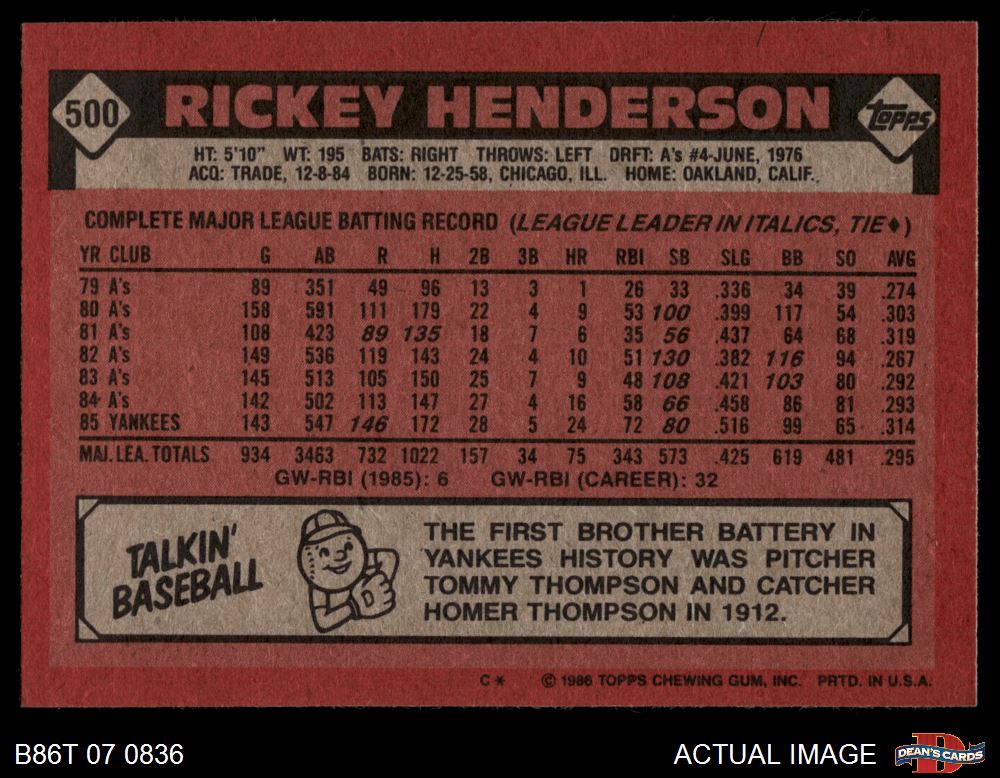 500 RICKEY HENDERSON Topps
HT: 5'10" WT: 195 BATS: RIGHT THROWS: LEFT DRFT: A's #4-JUNE, 1976
ACQ: TRADE, 12-8-84 BORN: 12-25-58, CHICAGO, ILL. HOME: OAKLAND, CALIF.
COMPLETE MAJOR LEAGUE BATTING RECORD (LEAGUE LEADER IN ITALICS, TIE♦)
YR CLUB G AB R H 2B 3B HR RBI SB SLG BB SO AVG
79 A's 89 351 49 96 13 3 1 26 33 .336 34 39 .274
80 A's 158 591 111 179 22 4 9 53 100 .399 117 54 .303
81 A's 108 423 89 135 18 7 6 35 56 .437 64 68 .319
82 A's 149 536 119 143 24 4 10 51 130 .382 116 94 .267
83 A's 145 513 105 150 25 7 9 48 108 .421 103 80 .292
84 A's 142 502 113 147 27 4 16 58 66 .458 86 81 .293
85 YANKEES 143 547 146 172 28 5 24 72 80 .516 99 65 .314
MAJ. LEA. TOTALS 934 3463 732 1022 157 34 75 343 573 .425 619 481 .295
GW-RBI (1985): 6 GW-RBI (CAREER): 32
TALKIN'
BASEBALL
THE FIRST BROTHER BATTERY IN
YANKEES HISTORY WAS PITCHER
TOMMY THOMPSON AND CATCHER
HOMER THOMPSON IN 1912.
C * © 1986 TOPPS CHEWING GUM, INC. PRTD. IN U.S.A.
B86T 07 0836 ACTUAL IMAGE DEAN'S CARDS